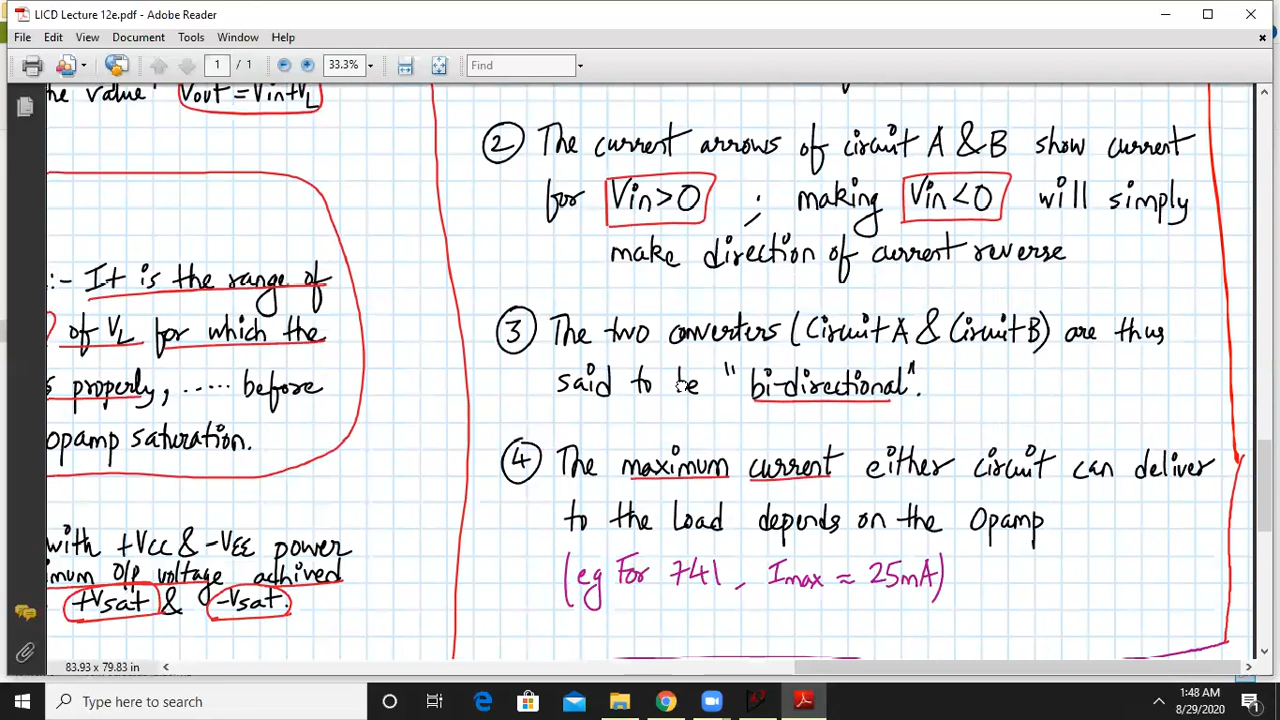 LICD Lecture 12e.pdf - Adobe Reader
File Edit View Document Tools Window Help
1 / 1 33.3% Find
he value' Vout = Vin+VL
:- It is the range of
of VL for which the
s properly, ..... before
opamp saturation.
with +VCC & -VEE power
imum O/p voltage achived
+Vsat & -Vsat.
② The current arrows of circuit A & B show current
for Vin>0 ; making Vin<0 will simply
make direction of current reverse
③ The two converters (Circuit A & Circuit B) are thus
said to be "bi-directional".
④ The maximum current either circuit can deliver
to the Load depends on the Opamp
(eg For 741, Imax ≈ 25mA)
83.93 x 79.83 in
Type here to search
1:48 AM
8/29/2020
1